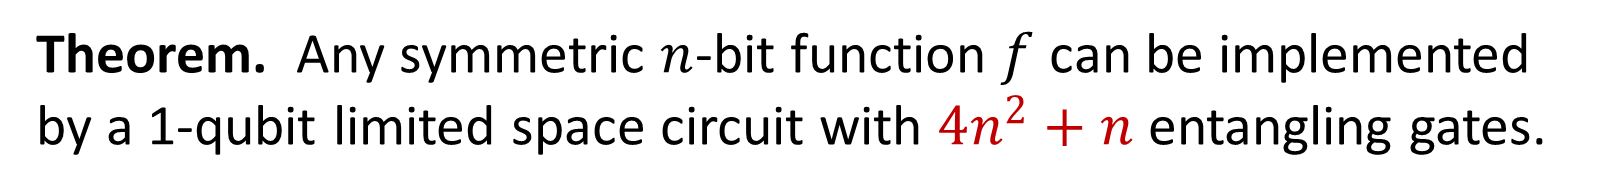 Theorem. Any symmetric n-bit function f can be implemented
by a 1-qubit limited space circuit with 4n² + n entangling gates.